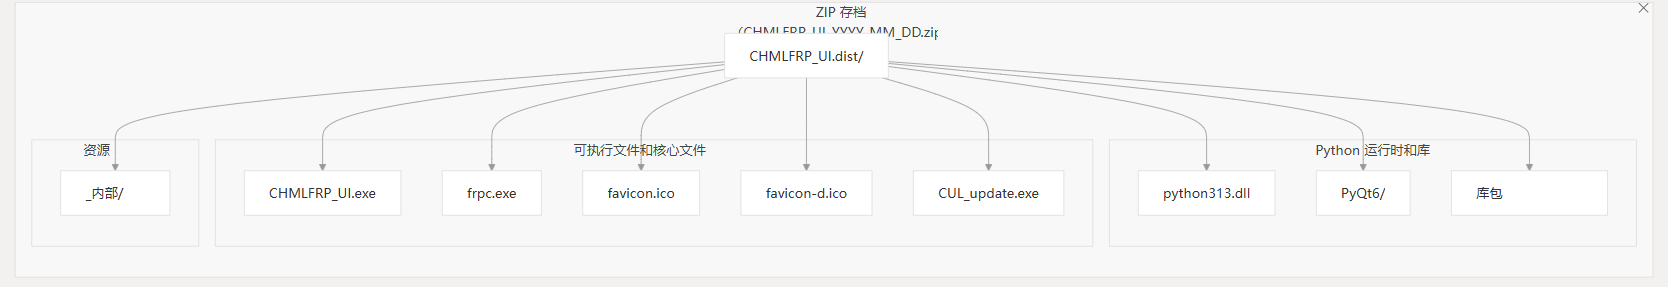 ZIP 存档
(CHMLFRP_UI_YYYY_MM_DD.zip
CHMLFRP_UI.dist/
资源
可执行文件和核心文件
Python 运行时和库
_内部/
CHMLFRP_UI.exe
frpc.exe
favicon.ico
favicon-d.ico
CUL_update.exe
python313.dll
PyQt6/
库包